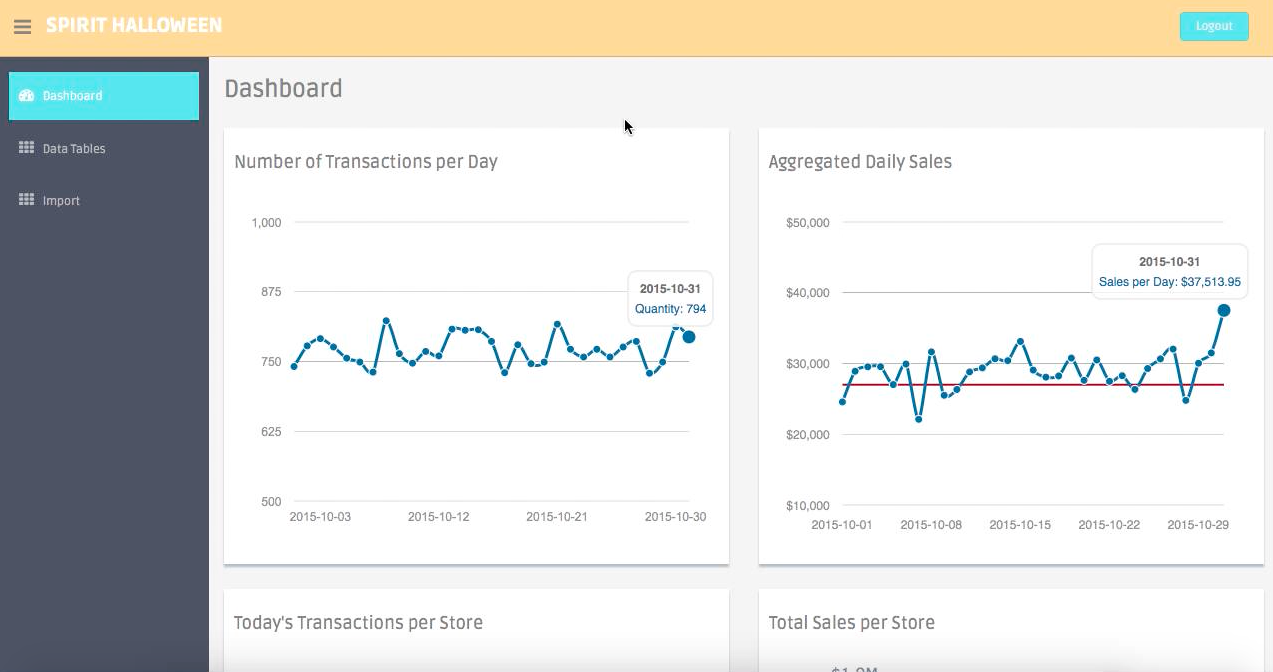 SPIRIT HALLOWEEN
Logout
Dashboard
Data Tables
Import
Dashboard
Number of Transactions per Day
1,000
875
750
625
500
2015-10-03
2015-10-12
2015-10-21
2015-10-30
2015-10-31
Quantity: 794
Aggregated Daily Sales
$50,000
$40,000
$30,000
$20,000
$10,000
2015-10-01
2015-10-08
2015-10-15
2015-10-22
2015-10-29
2015-10-31
Sales per Day: $37,513.95
Today's Transactions per Store
Total Sales per Store